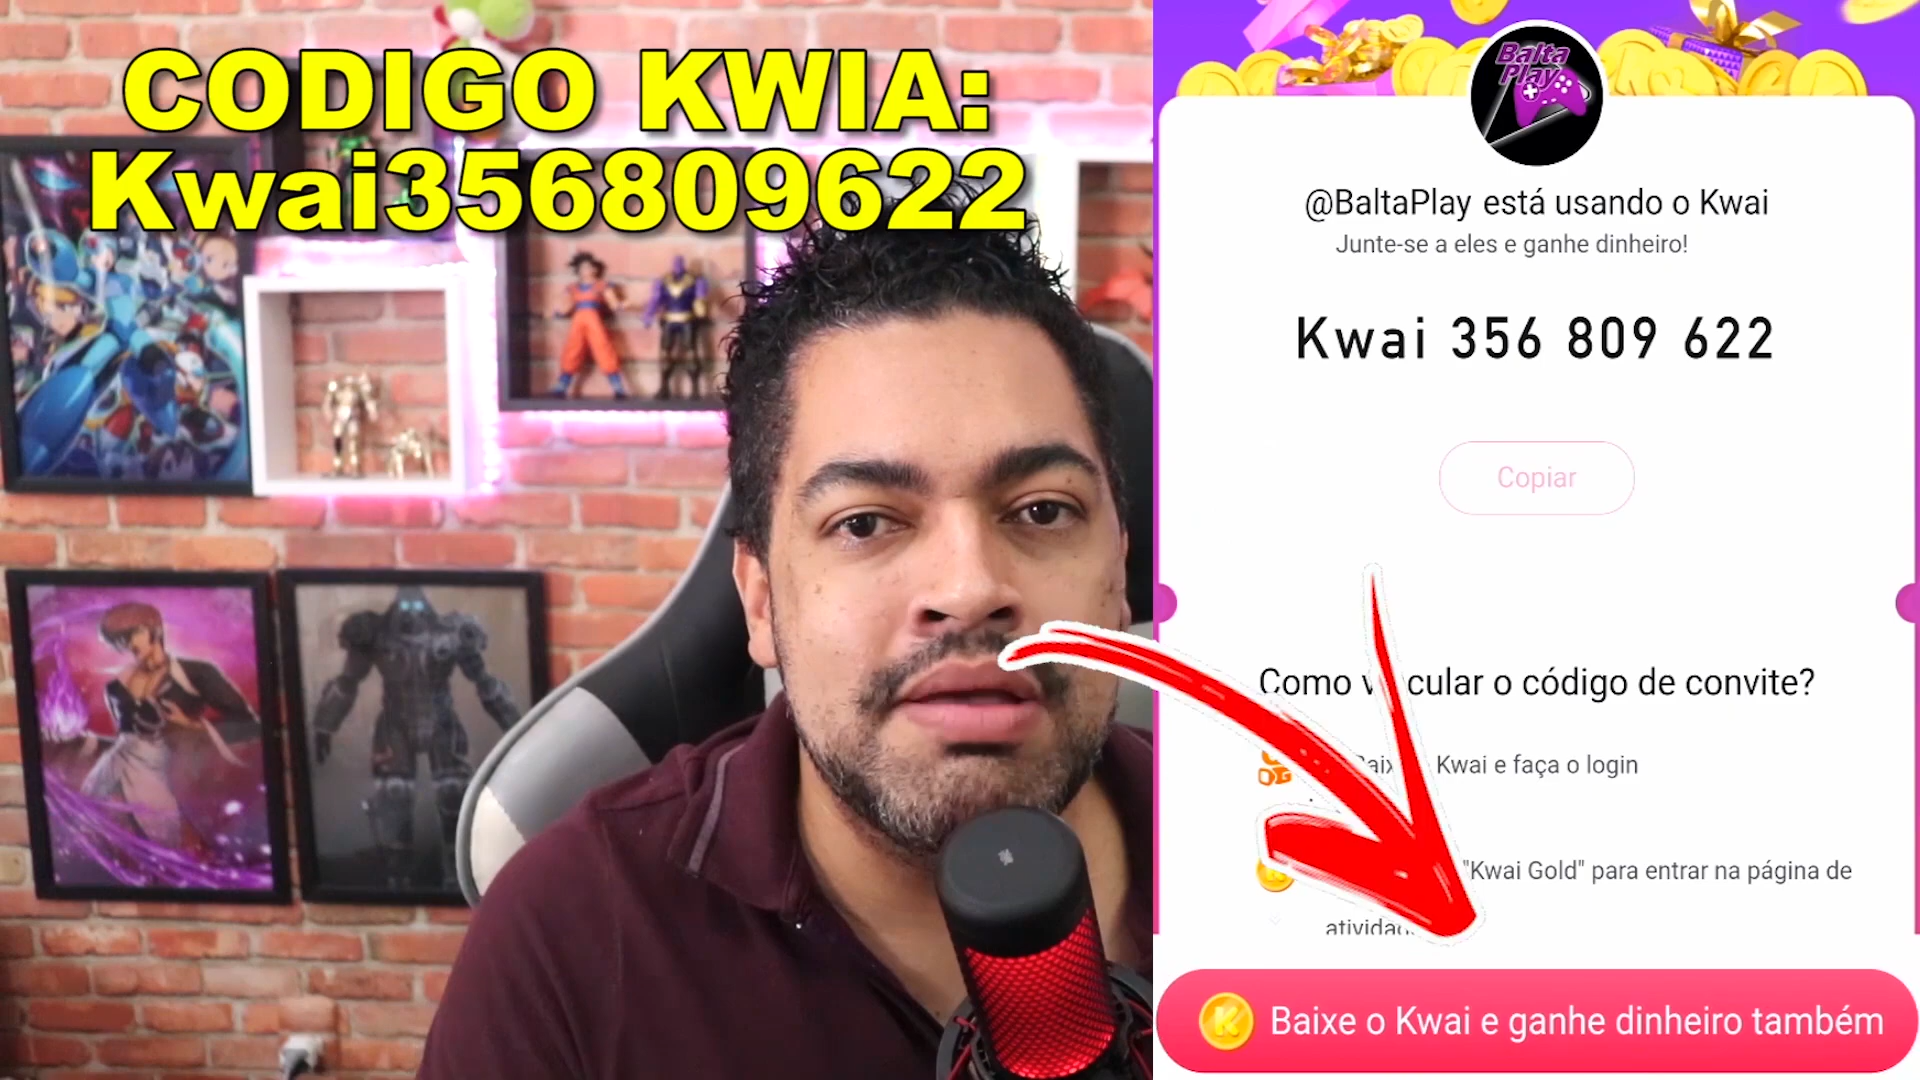 CODIGO KWIA:
Kwai356809622
Balta
Play
@BaltaPlay está usando o Kwai
Junte-se a eles e ganhe dinheiro!
Kwai 356 809 622
Copiar
Como cular o código de convite?
Kwai e faça o login
"Kwai Gold" para entrar na página de
Baixe o Kwai e ganhe dinheiro também